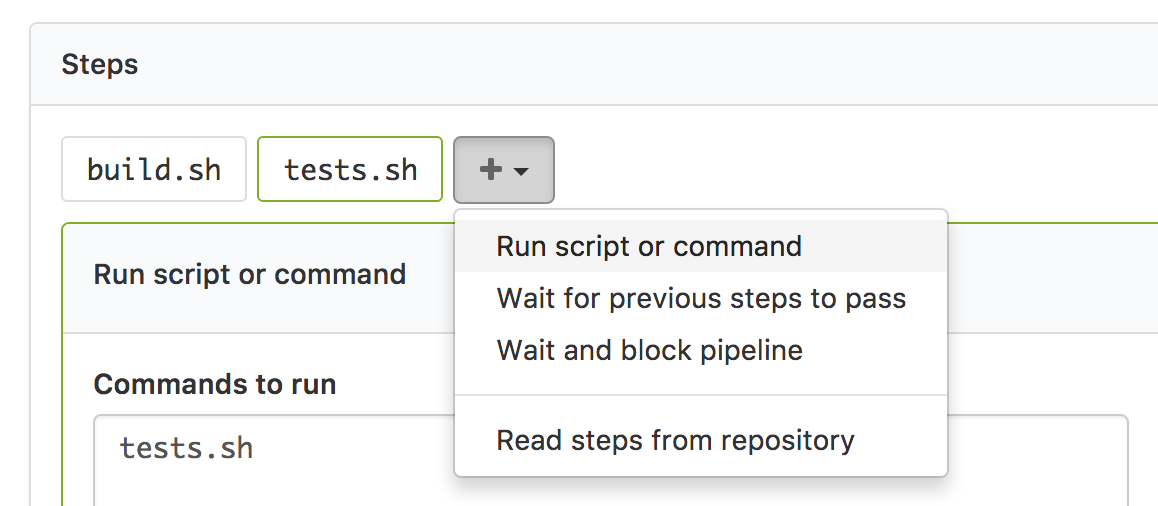 Steps
build.sh
tests.sh
+
Run script or command
Run script or command
Wait for previous steps to pass
Wait and block pipeline
Read steps from repository
Commands to run
tests.sh